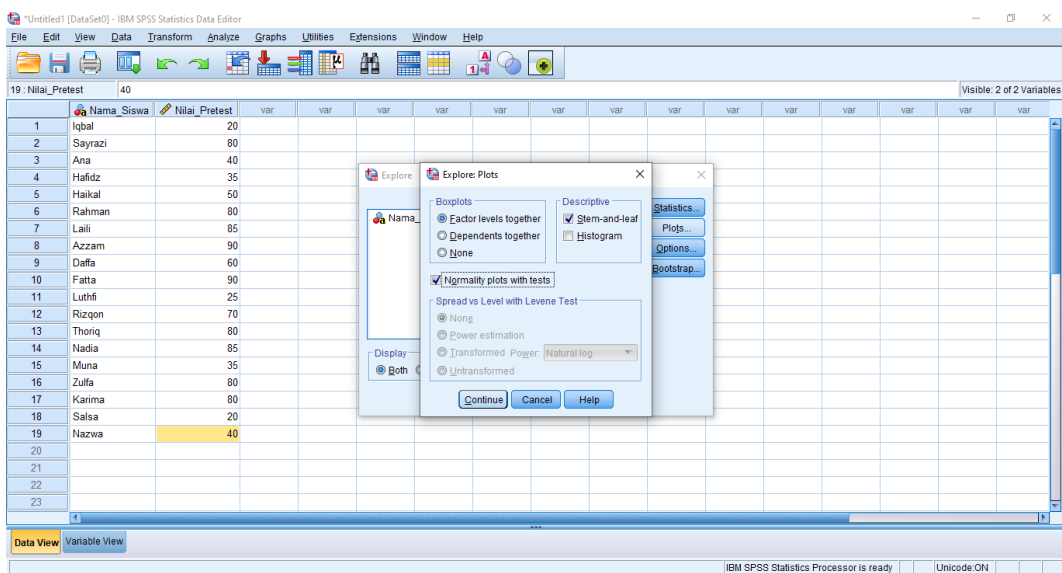 *Untitled1 [DataSet0] - IBM SPSS Statistics Data Editor
File Edit View Data Transform Analyze Graphs Utilities Extensions Window Help
19 : Nilai_Pretest 40 Visible: 2 of 2 Variables
Nama_Siswa Nilai_Pretest var var var var var var var var var var var var var var
1 Iqbal 20
2 Sayrazi 80
3 Ana 40
4 Hafidz 35
5 Haikal 50
6 Rahman 80
7 Laili 85
8 Azzam 90
9 Daffa 60
10 Fatta 90
11 Luthfi 25
12 Rizqon 70
13 Thoriq 80
14 Nadia 85
15 Muna 35
16 Zulfa 80
17 Karima 80
18 Salsa 20
19 Nazwa 40
20
21
22
23
Explore
Nama_
Display
Both
Statistics...
Plots...
Options...
Bootstrap...
Explore: Plots
Boxplots
Factor levels together
Dependents together
None
Descriptive
Stem-and-leaf
Histogram
Normality plots with tests
Spread vs Level with Levene Test
None
Power estimation
Transformed Power: Natural log
Untransformed
Continue Cancel Help
Data View Variable View
IBM SPSS Statistics Processor is ready Unicode:ON